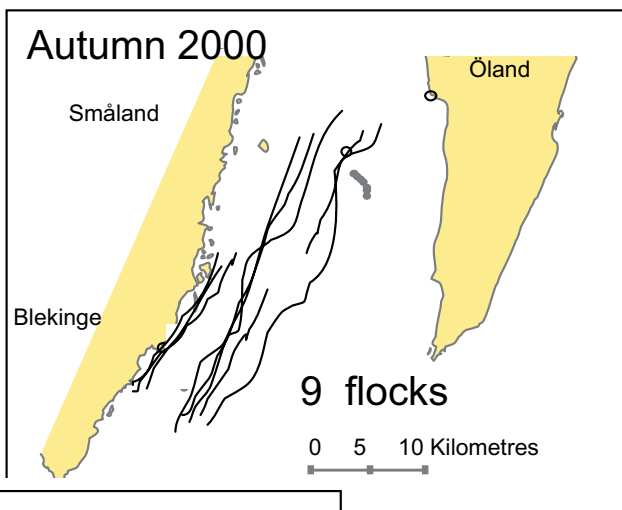 Autumn 2000
Öland
Småland
Blekinge
9 flocks
0 5 10 Kilometres